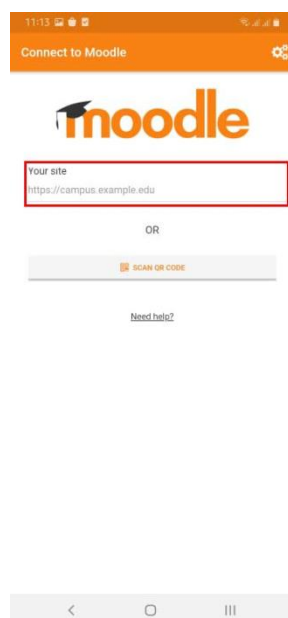 11:13
Connect to Moodle
moodle
Your site
https://campus.example.edu
OR
SCAN QR CODE
Need help?